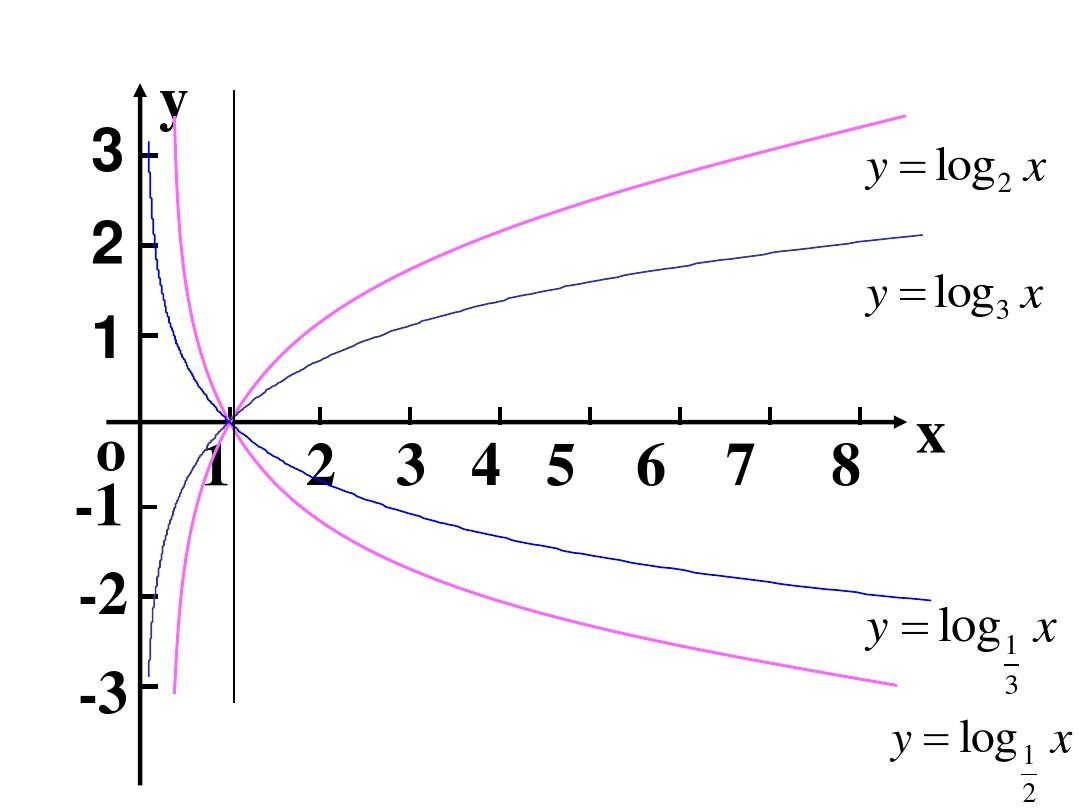 y
3
y = log₂ x
2
y = log₃ x
1
x
o
1 2 3 4 5 6 7 8
-1
-2
y = log_{1/3} x
-3
y = log_{1/2} x